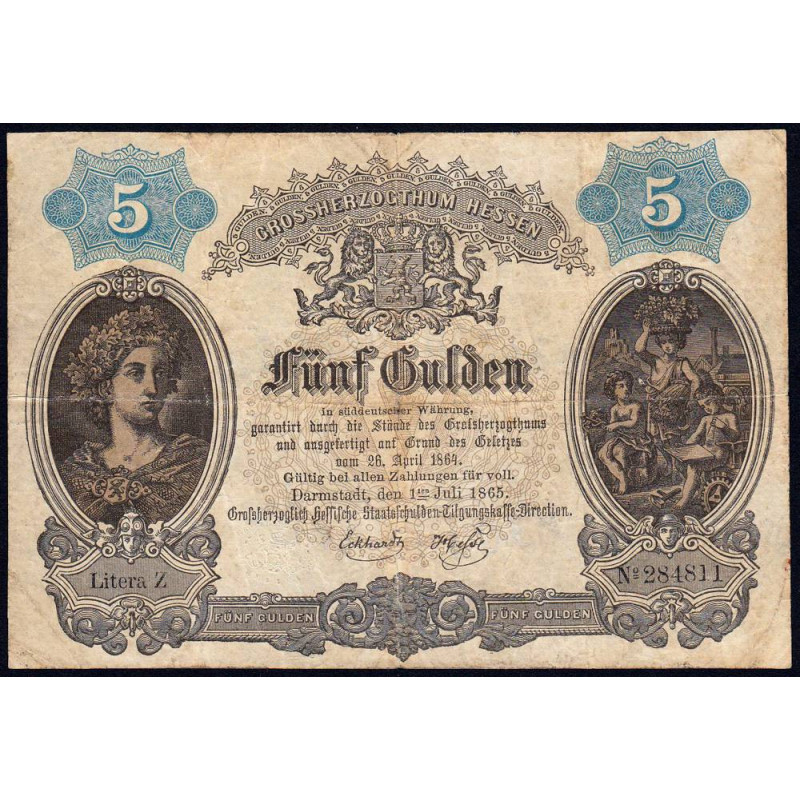 5
5
GROSSHERZOGTHUM HESSEN
Fünf Gulden
In süddeutscher Währung,
garantirt durch die Stände des Großherzogthums
und ausgefertigt auf Grund des Gesetzes
vom 26. April 1864.
Gültig bei allen Zahlungen für voll.
Darmstadt, den 1ten Juli 1865.
Großherzoglich Hessische Staatsschulden-Tilgungskasse-Direction.
Eckhardt
Litera Z
No 284811
FÜNF GULDEN
FÜNF GULDEN